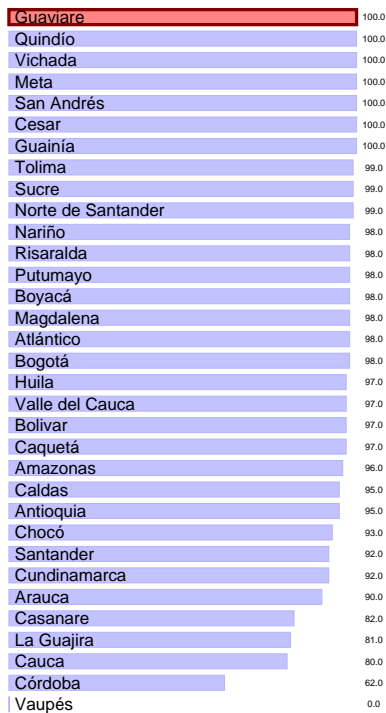 Guaviare 100.0
Quindío 100.0
Vichada 100.0
Meta 100.0
San Andrés 100.0
Cesar 100.0
Guainía 100.0
Tolima 99.0
Sucre 99.0
Norte de Santander 99.0
Nariño 98.0
Risaralda 98.0
Putumayo 98.0
Boyacá 98.0
Magdalena 98.0
Atlántico 98.0
Bogotá 98.0
Huila 97.0
Valle del Cauca 97.0
Bolivar 97.0
Caquetá 97.0
Amazonas 96.0
Caldas 95.0
Antioquia 95.0
Chocó 93.0
Santander 92.0
Cundinamarca 92.0
Arauca 90.0
Casanare 82.0
La Guajira 81.0
Cauca 80.0
Córdoba 62.0
Vaupés 0.0